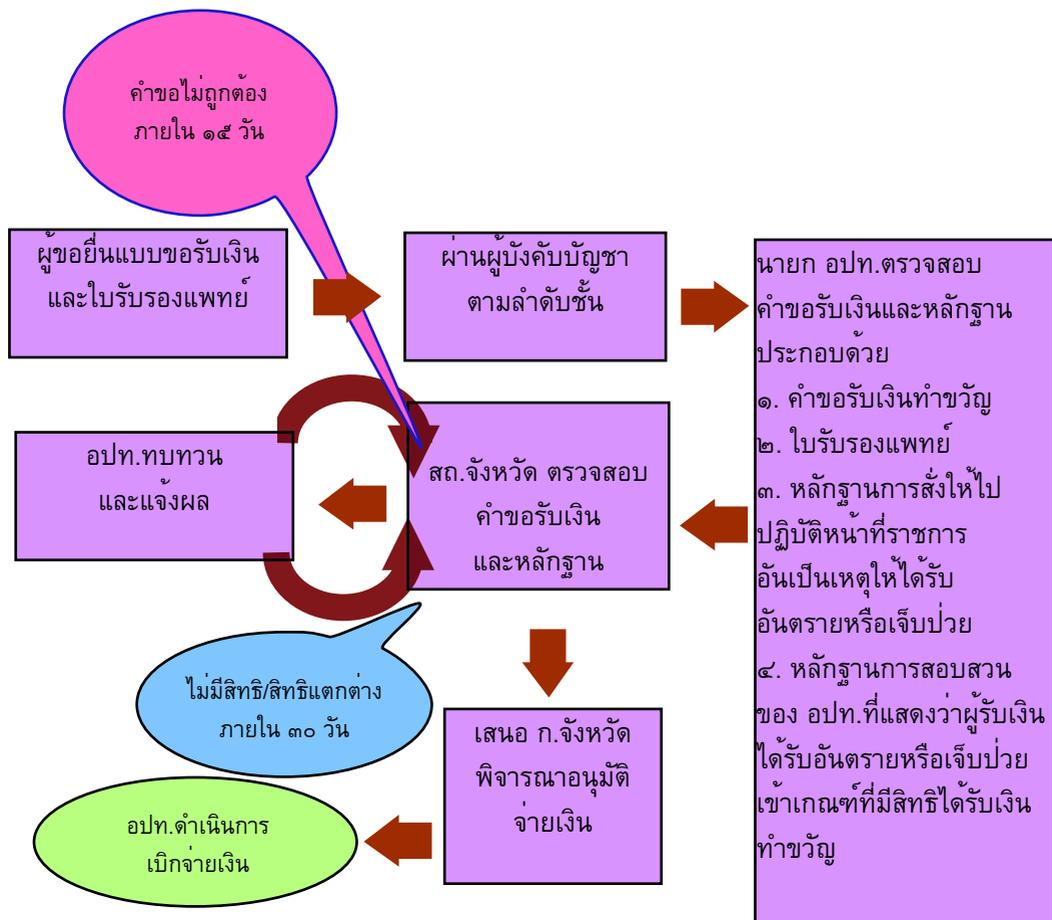 คำขอไม่ถูกต้อง
ภายใน ๑๕ วัน
ผู้ขอยื่นแบบขอรับเงิน
และใบรับรองแพทย์
ผ่านผู้บังคับบัญชา
ตามลำดับชั้น
นายก อปท.ตรวจสอบ
คำขอรับเงินและหลักฐาน
ประกอบด้วย
๑. คำขอรับเงินทำขวัญ
๒. ใบรับรองแพทย์
๓. หลักฐานการสั่งให้ไป
ปฏิบัติหน้าที่ราชการ
อันเป็นเหตุให้ได้รับ
อันตรายหรือเจ็บป่วย
๔. หลักฐานการสอบสวน
ของ อปท.ที่แสดงว่าผู้รับเงิน
ได้รับอันตรายหรือเจ็บป่วย
เข้าเกณฑ์ที่มีสิทธิได้รับเงิน
ทำขวัญ
สถ.จังหวัด ตรวจสอบ
คำขอรับเงิน
และหลักฐาน
อปท.ทบทวน
และแจ้งผล
ไม่มีสิทธิ/สิทธิแตกต่าง
ภายใน ๓๐ วัน
เสนอ ก.จังหวัด
พิจารณาอนุมัติ
จ่ายเงิน
อปท.ดำเนินการ
เบิกจ่ายเงิน